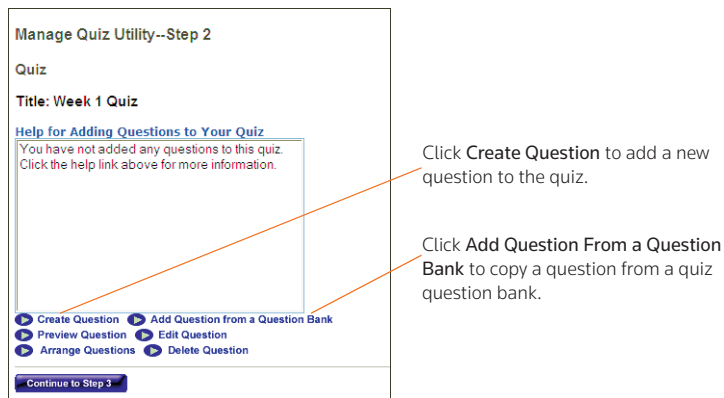 Manage Quiz Utility--Step 2
Quiz
Title: Week 1 Quiz
Help for Adding Questions to Your Quiz
You have not added any questions to this quiz.
Click the help link above for more information.
Create Question Add Question from a Question Bank
Preview Question Edit Question
Arrange Questions Delete Question
Continue to Step 3
Click Create Question to add a new
question to the quiz.
Click Add Question From a Question
Bank to copy a question from a quiz
question bank.